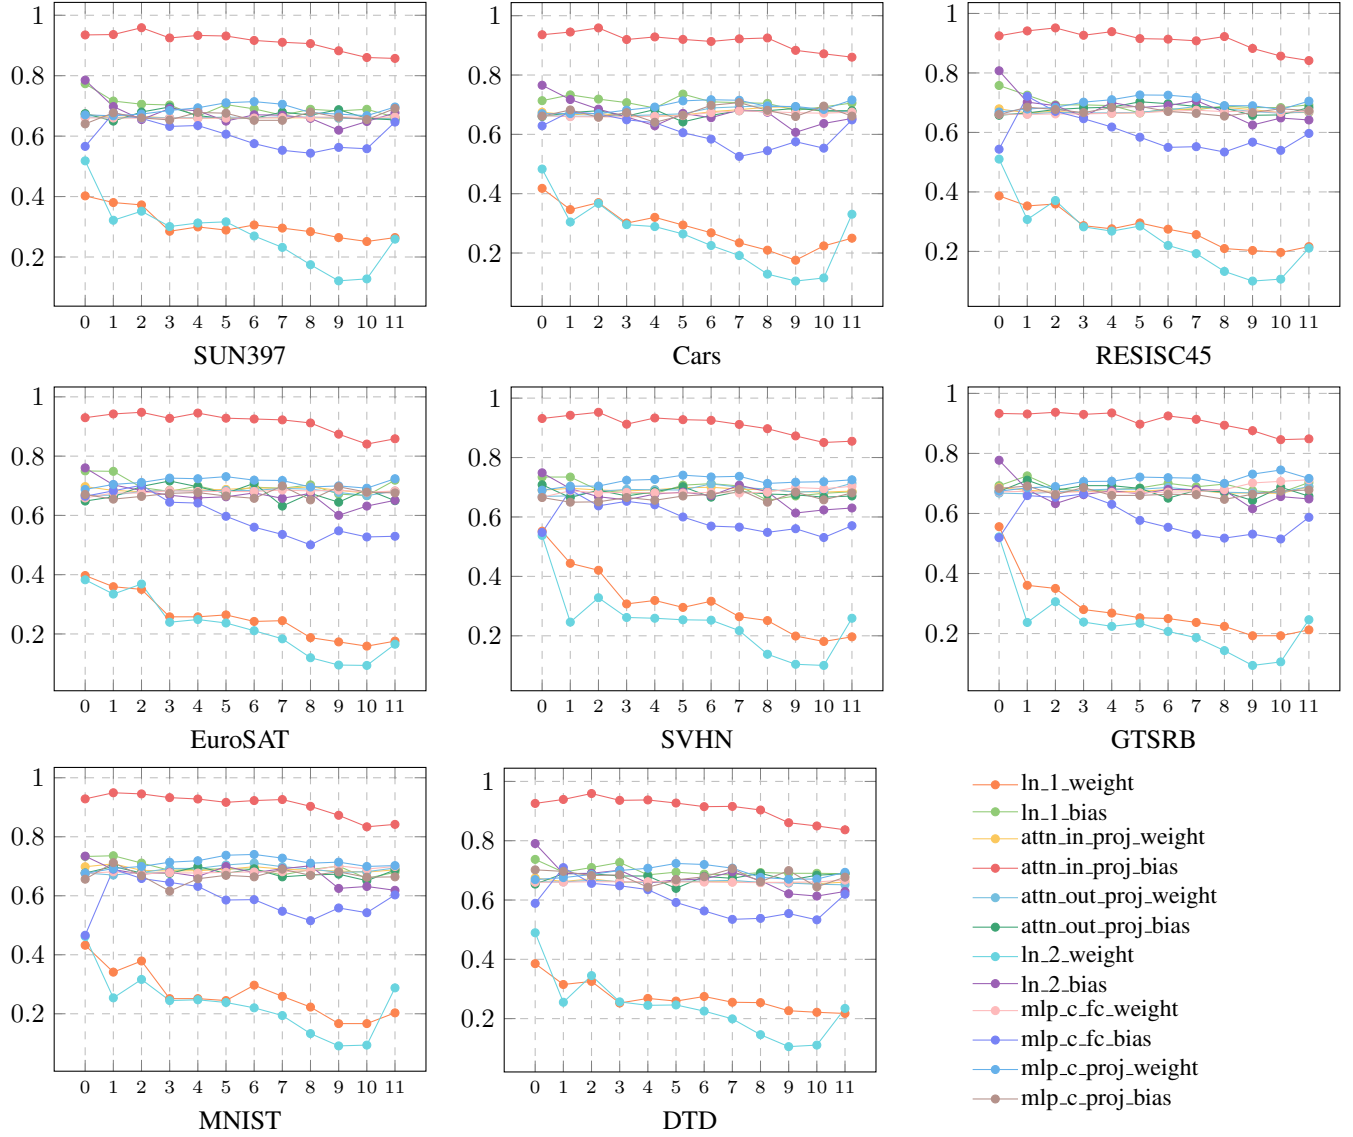 1
0.8
0.6
0.4
0.2
0 1 2 3 4 5 6 7 8 9 10 11
SUN397
1
0.8
0.6
0.4
0.2
0 1 2 3 4 5 6 7 8 9 10 11
Cars
1
0.8
0.6
0.4
0.2
0 1 2 3 4 5 6 7 8 9 10 11
RESISC45
1
0.8
0.6
0.4
0.2
0 1 2 3 4 5 6 7 8 9 10 11
EuroSAT
1
0.8
0.6
0.4
0.2
0 1 2 3 4 5 6 7 8 9 10 11
SVHN
1
0.8
0.6
0.4
0.2
0 1 2 3 4 5 6 7 8 9 10 11
GTSRB
1
0.8
0.6
0.4
0.2
0 1 2 3 4 5 6 7 8 9 10 11
MNIST
1
0.8
0.6
0.4
0.2
0 1 2 3 4 5 6 7 8 9 10 11
DTD
ln_1_weight
ln_1_bias
attn_in_proj_weight
attn_in_proj_bias
attn_out_proj_weight
attn_out_proj_bias
ln_2_weight
ln_2_bias
mlp_c_fc_weight
mlp_c_fc_bias
mlp_c_proj_weight
mlp_c_proj_bias